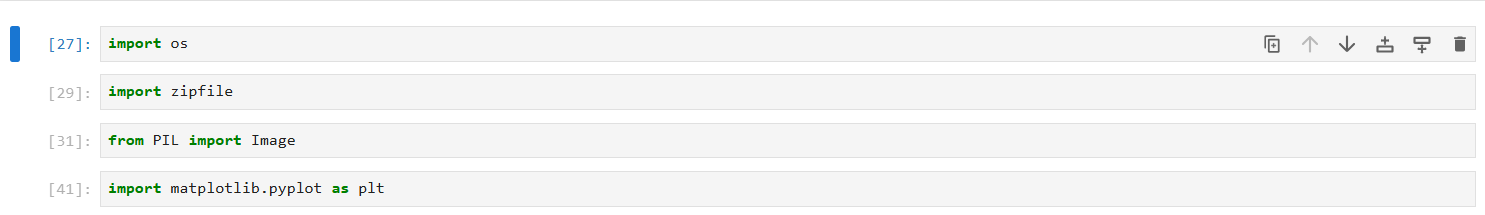 [27]: import os
[29]: import zipfile
[31]: from PIL import Image
[41]: import matplotlib.pyplot as plt